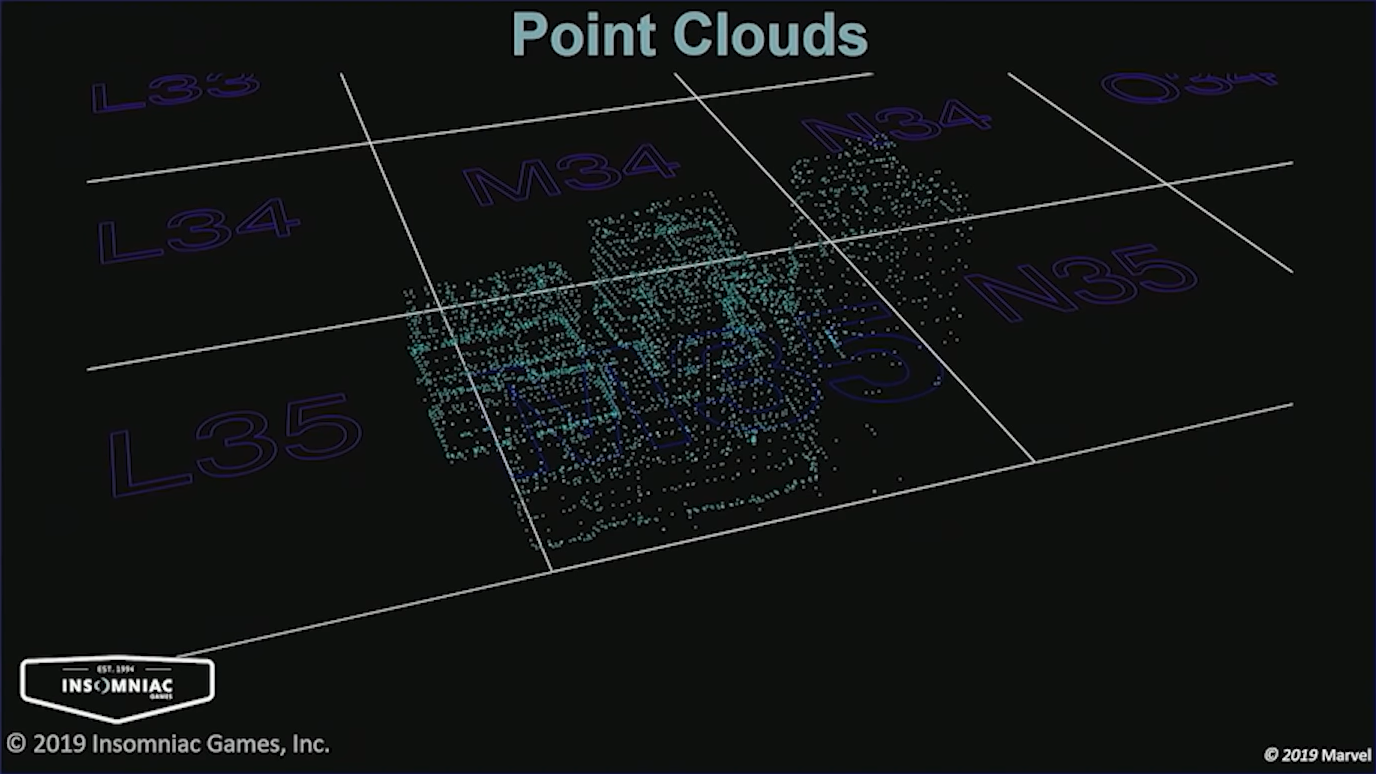 Point Clouds
L33
O34
N34
M34
L34
N35
M35
L35
EST. 1994
INSOMNIAC
GAMES
© 2019 Insomniac Games, Inc.
© 2019 Marvel